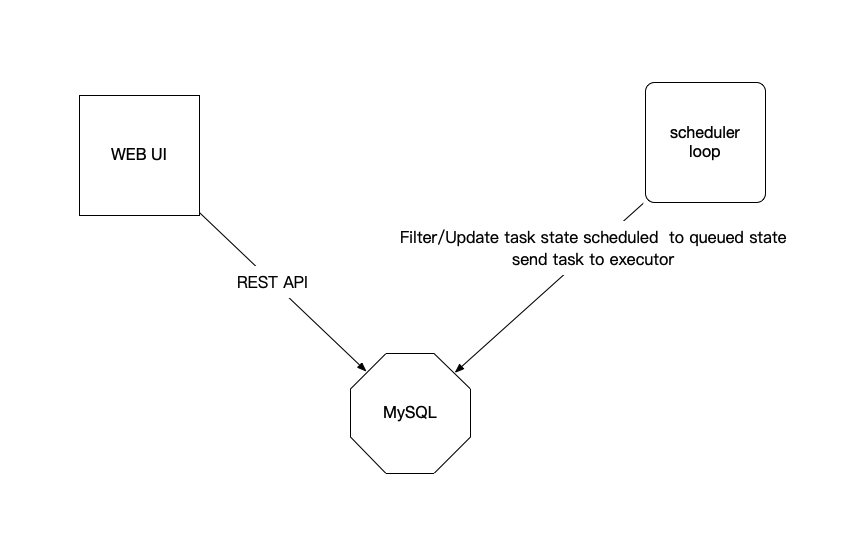 WEB UI
scheduler
loop
Filter/Update task state scheduled  to queued state
send task to executor
REST API
MySQL